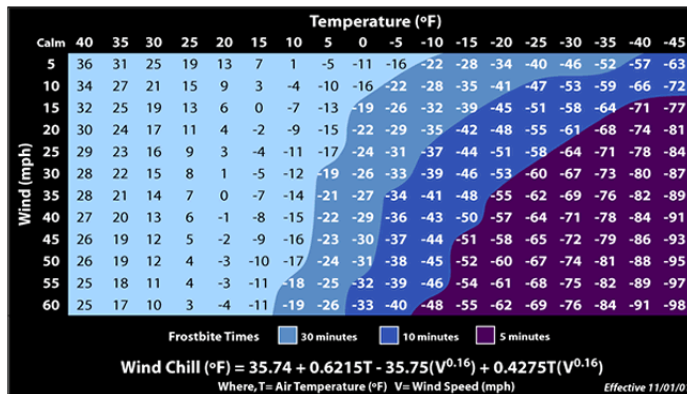 Temperature (ºF)
Calm 40 35 30 25 20 15 10 5 0 -5 -10 -15 -20 -25 -30 -35 -40 -45
5 36 31 25 19 13 7 1 -5 -11 -16 -22 -28 -34 -40 -46 -52 -57 -63
10 34 27 21 15 9 3 -4 -10 -16 -22 -28 -35 -41 -47 -53 -59 -66 -72
15 32 25 19 13 6 0 -7 -13 -19 -26 -32 -39 -45 -51 -58 -64 -71 -77
20 30 24 17 11 4 -2 -9 -15 -22 -29 -35 -42 -48 -55 -61 -68 -74 -81
25 29 23 16 9 3 -4 -11 -17 -24 -31 -37 -44 -51 -58 -64 -71 -78 -84
30 28 22 15 8 1 -5 -12 -19 -26 -33 -39 -46 -53 -60 -67 -73 -80 -87
35 28 21 14 7 0 -7 -14 -21 -27 -34 -41 -48 -55 -62 -69 -76 -82 -89
40 27 20 13 6 -1 -8 -15 -22 -29 -36 -43 -50 -57 -64 -71 -78 -84 -91
45 26 19 12 5 -2 -9 -16 -23 -30 -37 -44 -51 -58 -65 -72 -79 -86 -93
50 26 19 12 4 -3 -10 -17 -24 -31 -38 -45 -52 -60 -67 -74 -81 -88 -95
55 25 18 11 4 -3 -11 -18 -25 -32 -39 -46 -54 -61 -68 -75 -82 -89 -97
60 25 17 10 3 -4 -11 -19 -26 -33 -40 -48 -55 -62 -69 -76 -84 -91 -98
Wind (mph)
Frostbite Times 30 minutes 10 minutes 5 minutes
Wind Chill (ºF) = 35.74 + 0.6215T - 35.75(V^0.16) + 0.4275T(V^0.16)
Where, T= Air Temperature (ºF) V= Wind Speed (mph) Effective 11/01/0